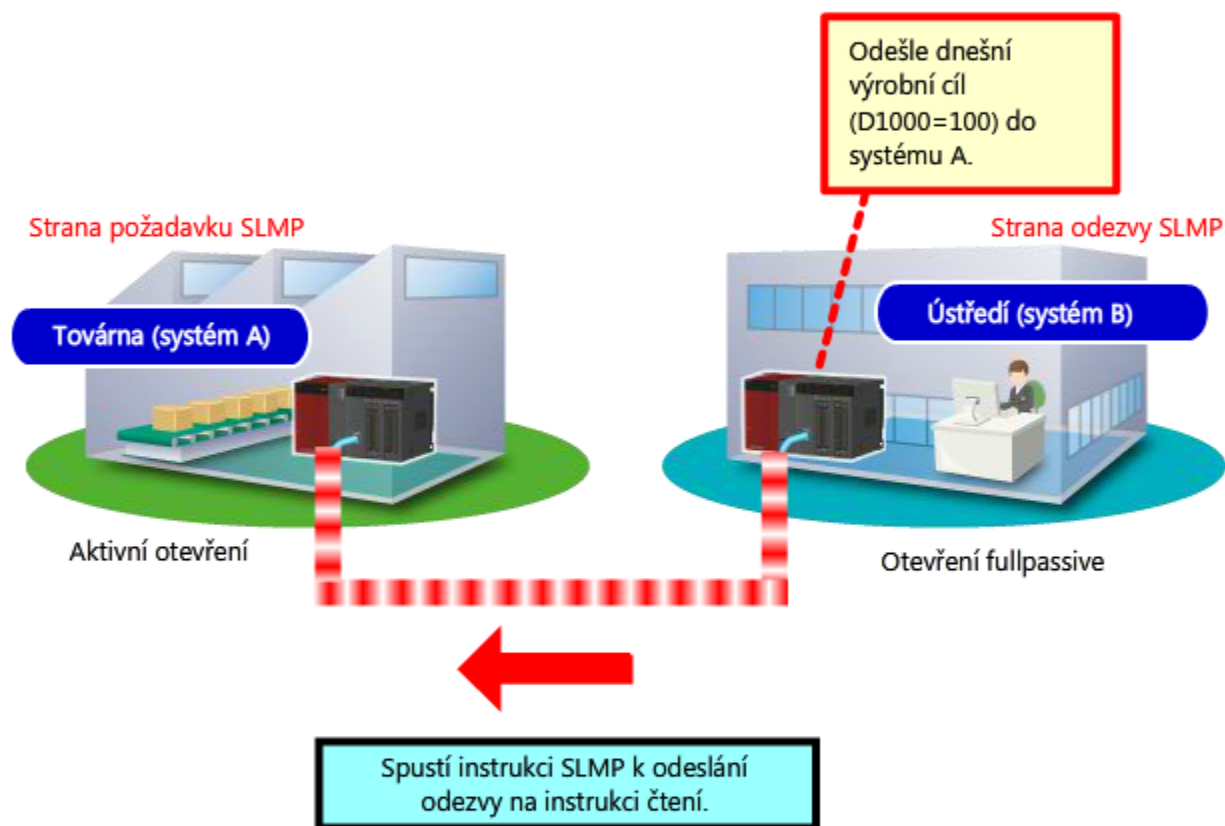 Odešle dnešní
výrobní cíl
(D1000=100) do
systému A.
Strana požadavku SLMP
Strana odezvy SLMP
Továrna (systém A)
Ústředí (systém B)
Aktivní otevření
Otevření fullpassive
Spustí instrukci SLMP k odeslání
odezvy na instrukci čtení.